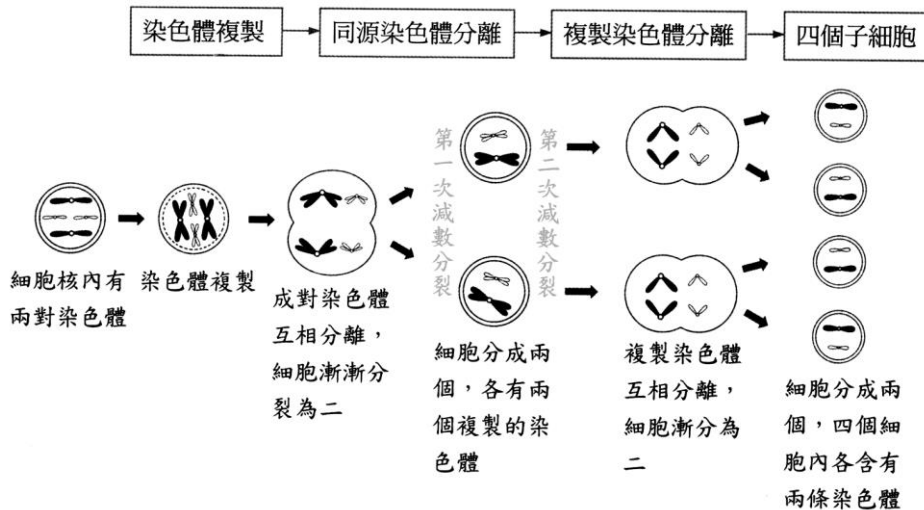 染色體複製
同源染色體分離
複製染色體分離
四個子細胞
第一次減數分裂
第二次減數分裂
細胞核內有
兩對染色體
染色體複製
成對染色體
互相分離，
細胞漸漸分
裂為二
細胞分成兩
個，各有兩
個複製的染
色體
複製染色體
互相分離，
細胞漸分為
二
細胞分成兩
個，四個細
胞內各含有
兩條染色體